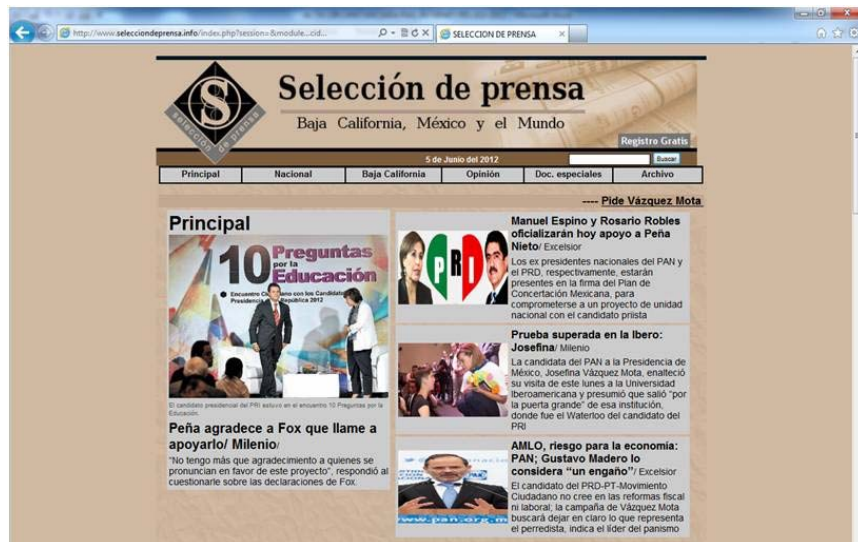 http://www.selecciondeprensa.info/index.php?session=&module...cid...
SELECCION DE PRENSA
S
selección de prensa
Selección de prensa
Baja California, México y el Mundo
Registro Gratis
5 de Junio del 2012
Buscar
Principal Nacional Baja California Opinión Doc. especiales Archivo
---- Pide Vázquez Mota
Principal
10 Preguntas
por la
Educación
Encuentro Ciudadano con los Candidatos
Presidencia República 2012
El candidato presidencial del PRI estuvo en el encuentro 10 Preguntas por la
Educación.
Peña agradece a Fox que llame a
apoyarlo/ Milenio/
"No tengo más que agradecimiento a quienes se
pronuncian en favor de este proyecto", respondió al
cuestionarle sobre las declaraciones de Fox.
PRI
Manuel Espino y Rosario Robles
oficializarán hoy apoyo a Peña
Nieto/ Excelsior
Los ex presidentes nacionales del PAN y
el PRD, respectivamente, estarán
presentes en la firma del Plan de
Concertación Mexicana, para
comprometerse a un proyecto de unidad
nacional con el candidato priista
Prueba superada en la Ibero:
Josefina/ Milenio
La candidata del PAN a la Presidencia de
México, Josefina Vázquez Mota, enalteció
su visita de este lunes a la Universidad
Iberoamericana y presumió que salió "por
la puerta grande" de esa institución,
donde fue el Waterloo del candidato del
PRI
www.pan.org.m
AMLO, riesgo para la economía:
PAN; Gustavo Madero lo
considera "un engaño"/ Excelsior
El candidato del PRD-PT-Movimiento
Ciudadano no cree en las reformas fiscal
ni laboral; la campaña de Vázquez Mota
buscará dejar en claro lo que representa
el perredista, indica el líder del panismo